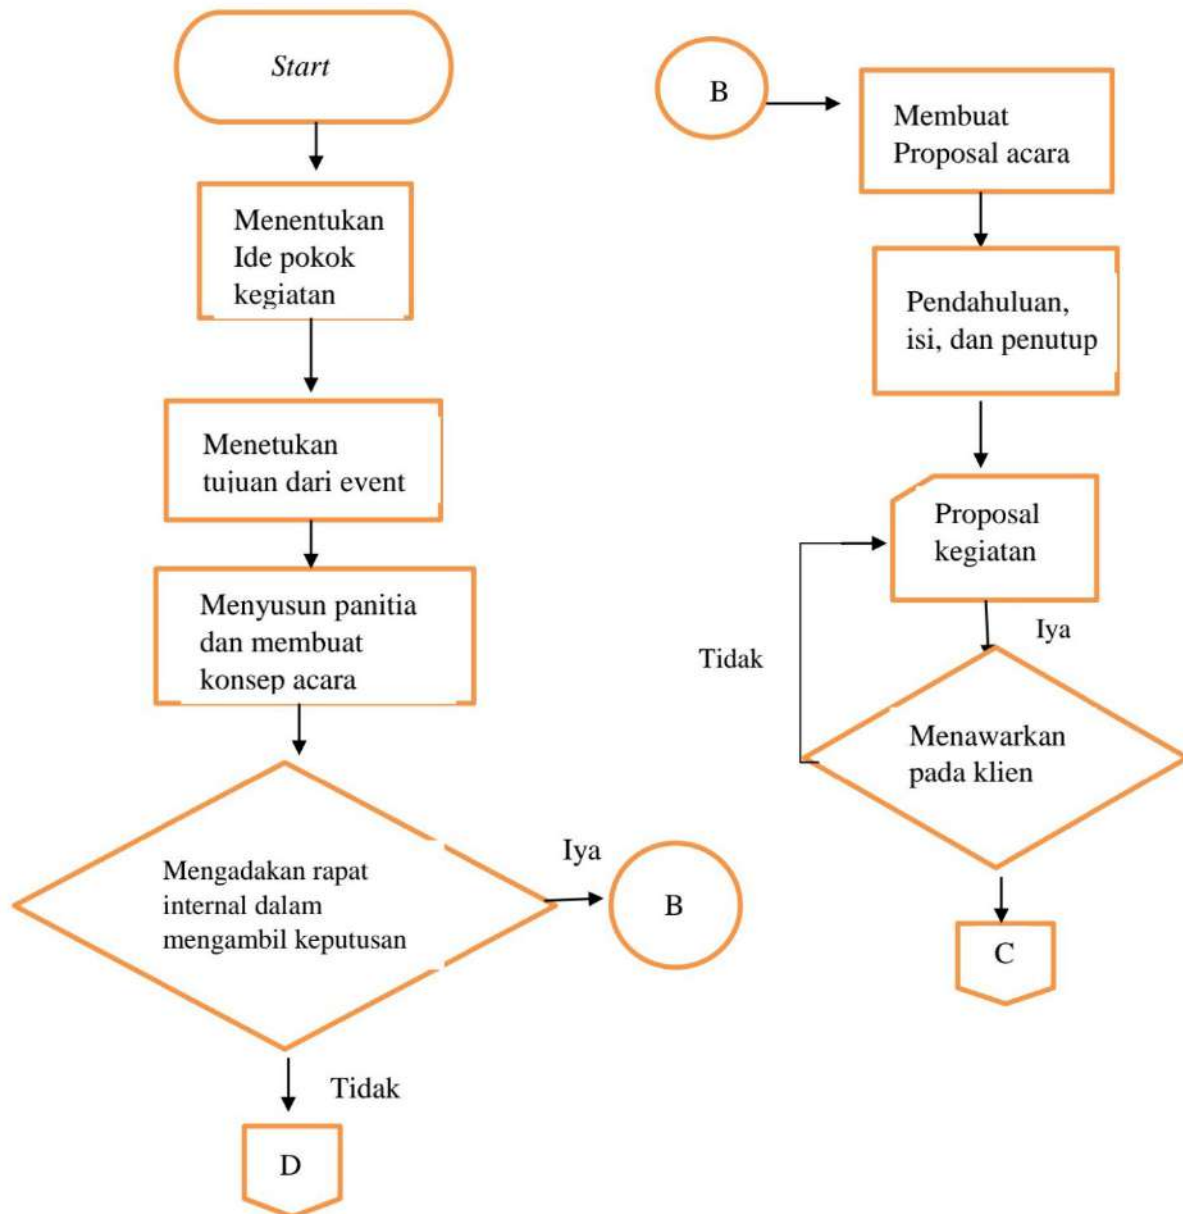 Start
Menentukan
Ide pokok
kegiatan
Menetukan
tujuan dari event
Menyusun panitia
dan membuat
konsep acara
Mengadakan rapat
internal dalam
mengambil keputusan
Iya
B
Tidak
D
B
Membuat
Proposal acara
Pendahuluan,
isi, dan penutup
Proposal
kegiatan
Iya
Tidak
Menawarkan
pada klien
C